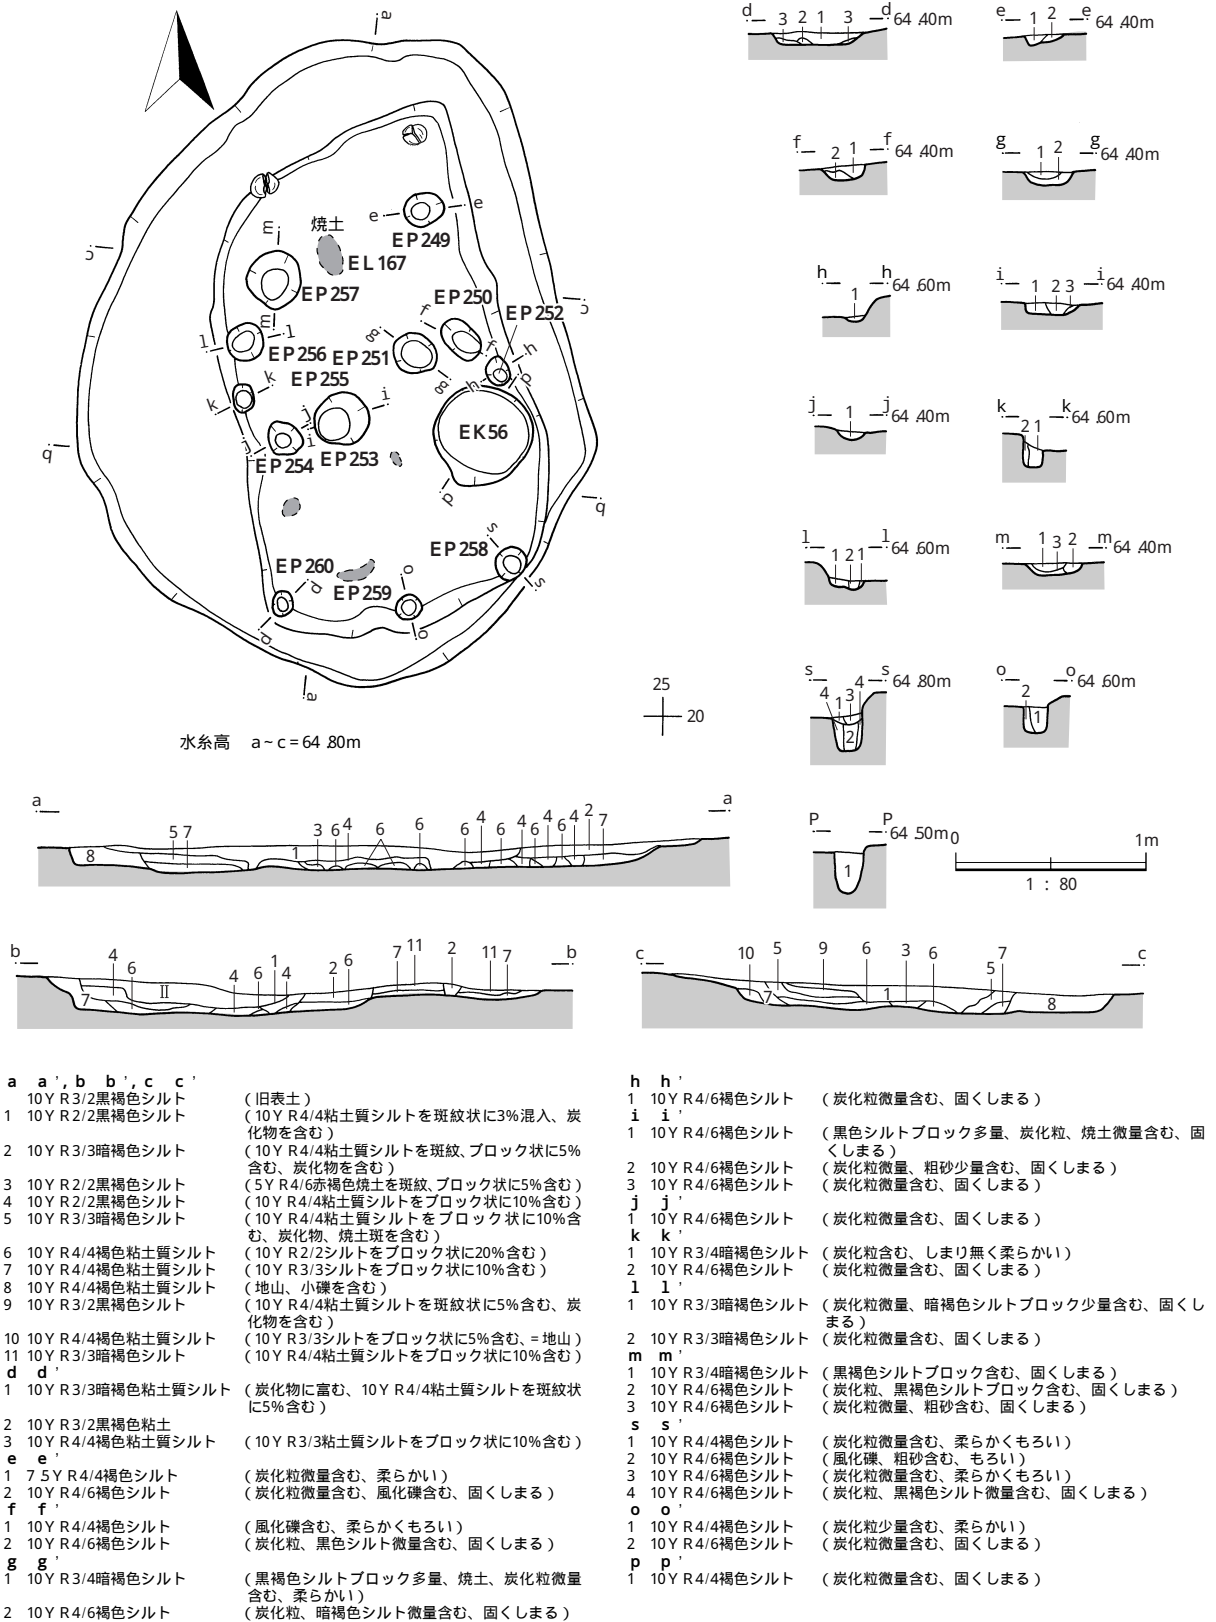 a
c
焼土
EL167
e
e
EP249
m
EP257
m
f
EP250
EP252
c
l
l
EP256
EP251
g
f
h
k
EP255
g
h
p
k
j
i
EK56
q
j
i
EP254
EP253
p
q
s
EP258
EP260
o
EP259
p
s
p
o
a
25
20
水糸高 a~c=64.80m
d d 64.40m
3 2 1 3
e e 64.40m
1 2
f f 64.40m
2 1
g g 64.40m
1 2
h h 64.60m
1
i i 64.40m
1 2 3
j j 64.40m
1
k k 64.60m
2 1
l l 64.60m
1 2 1
m m 64.40m
1 3 2
s s 64.80m
4 1 3 4
2
o o 64.60m
2
1
P P 64.50m
1
0 1m
1 : 80
a a
8 5 7 1 3 6 4 6 6 6 4 6 4 6 4 6 4 2 7
b b
7 4 6 Ⅱ 4 6 1 4 2 6 7 11 2 11 7
c c
10 7 5 9 6 1 3 6 5 7 8
a a', b b', c c'
10YR3/2黒褐色シルト (旧表土)
1 10YR2/2黒褐色シルト (10YR4/4粘土質シルトを斑紋状に3%混入、炭
化物を含む)
2 10YR3/3暗褐色シルト (10YR4/4粘土質シルトを斑紋、ブロック状に5%
含む、炭化物を含む)
3 10YR2/2黒褐色シルト (5YR4/6赤褐色焼土を斑紋、ブロック状に5%含む)
4 10YR2/2黒褐色シルト (10YR4/4粘土質シルトをブロック状に10%含む)
5 10YR3/3暗褐色シルト (10YR4/4粘土質シルトをブロック状に10%含
む、炭化物、焼土斑を含む)
6 10YR4/4褐色粘土質シルト (10YR2/2シルトをブロック状に20%含む)
7 10YR4/4褐色粘土質シルト (10YR3/3シルトをブロック状に10%含む)
8 10YR4/4褐色粘土質シルト (地山、小礫を含む)
9 10YR3/2黒褐色シルト (10YR4/4粘土質シルトを斑紋状に5%含む、炭
化物を含む)
10 10YR4/4褐色粘土質シルト (10YR3/3シルトをブロック状に5%含む、=地山)
11 10YR3/3暗褐色シルト (10YR4/4粘土質シルトをブロック状に10%含む)
d d'
1 10YR3/3暗褐色粘土質シルト (炭化物に富む、10YR4/4粘土質シルトを斑紋状
に5%含む)
2 10YR3/2黒褐色粘土
3 10YR4/4褐色粘土質シルト (10YR3/3粘土質シルトをブロック状に10%含む)
e e'
1 7.5YR4/4褐色シルト (炭化粒微量含む、柔らかい)
2 10YR4/6褐色シルト (炭化粒微量含む、風化礫含む、固くしまる)
f f'
1 10YR4/4褐色シルト (風化礫含む、柔らかくもろい)
2 10YR4/6褐色シルト (炭化粒、黒色シルト微量含む、固くしまる)
g g'
1 10YR3/4暗褐色シルト (黒褐色シルトブロック多量、焼土、炭化粒微量
含む、柔らかい)
2 10YR4/6褐色シルト (炭化粒、暗褐色シルト微量含む、固くしまる)
h h'
1 10YR4/6褐色シルト (炭化粒微量含む、固くしまる)
i i'
1 10YR4/6褐色シルト (黒色シルトブロック多量、炭化粒、焼土微量含む、固
くしまる)
2 10YR4/6褐色シルト (炭化粒微量、粗砂少量含む、固くしまる)
3 10YR4/6褐色シルト (炭化粒微量含む、固くしまる)
j j'
1 10YR4/6褐色シルト (炭化粒微量含む、固くしまる)
k k'
1 10YR3/4暗褐色シルト (炭化粒含む、しまり無く柔らかい)
2 10YR4/6褐色シルト (炭化粒微量含む、固くしまる)
l l'
1 10YR3/3暗褐色シルト (炭化粒微量、暗褐色シルトブロック少量含む、固くし
まる)
2 10YR3/3暗褐色シルト (炭化粒微量含む、固くしまる)
m m'
1 10YR3/4暗褐色シルト (黒褐色シルトブロック含む、固くしまる)
2 10YR4/6褐色シルト (炭化粒、黒褐色シルトブロック含む、固くしまる)
3 10YR4/6褐色シルト (炭化粒微量、粗砂含む、固くしまる)
s s'
1 10YR4/4褐色シルト (炭化粒微量含む、柔らかくもろい)
2 10YR4/6褐色シルト (風化礫、粗砂含む、もろい)
3 10YR4/6褐色シルト (炭化粒微量含む、柔らかくもろい)
4 10YR4/6褐色シルト (炭化粒、黒褐色シルト微量含む、固くしまる)
o o'
1 10YR4/4褐色シルト (炭化粒少量含む、柔らかい)
2 10YR4/6褐色シルト (炭化粒微量含む、固くしまる)
p p'
1 10YR4/4褐色シルト (炭化粒微量含む、固くしまる)